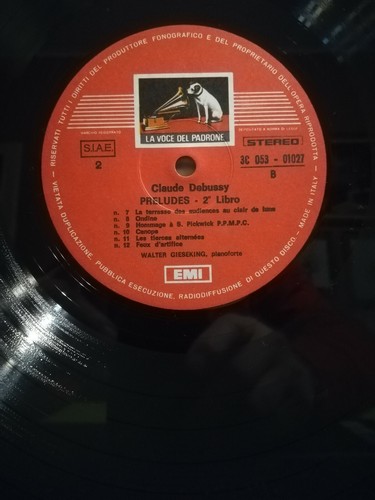 RISERVATI TUTTI I DIRITTI DEL PRODUTTORE FONOGRAFICO E DEL PROPRIETARIO DELL'OPERA RIPRODOTTA
LA VOCE DEL PADRONE
S.I.A.E.
2
STEREO
3C 053 - 01027
B
Claude Debussy
PRELUDES - 2° Libro
n. 7 La terrasse des audiences au clair de lune
n. 8 Ondine
n. 9 Hommage à S. Pickwick P.P.M.P.C.
n. 10 Canope
n. 11 Les tierces alternées
n. 12 Feux d'artifice
WALTER GIESEKING, pianoforte
EMI
VIETATA DUPLICAZIONE, PUBBLICA ESECUZIONE, RADIODIFFUSIONE DI QUESTO DISCO - MADE IN ITALY